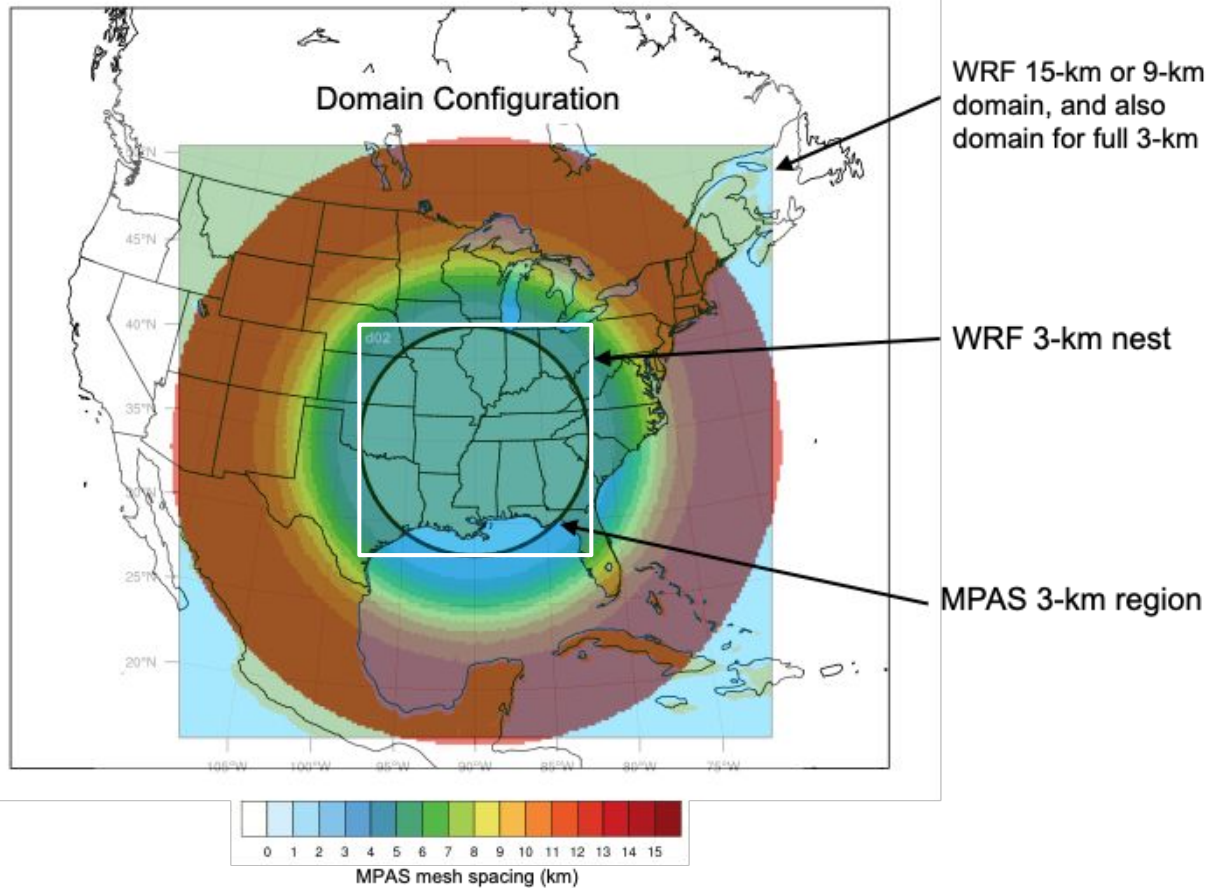 Domain Configuration
WRF 15-km or 9-km
domain, and also
domain for full 3-km
WRF 3-km nest
MPAS 3-km region
d02
45°N
40°N
35°N
30°N
25°N
20°N
105°W
100°W
95°W
90°W
85°W
80°W
75°W
0 1 2 3 4 5 6 7 8 9 10 11 12 13 14 15
MPAS mesh spacing (km)